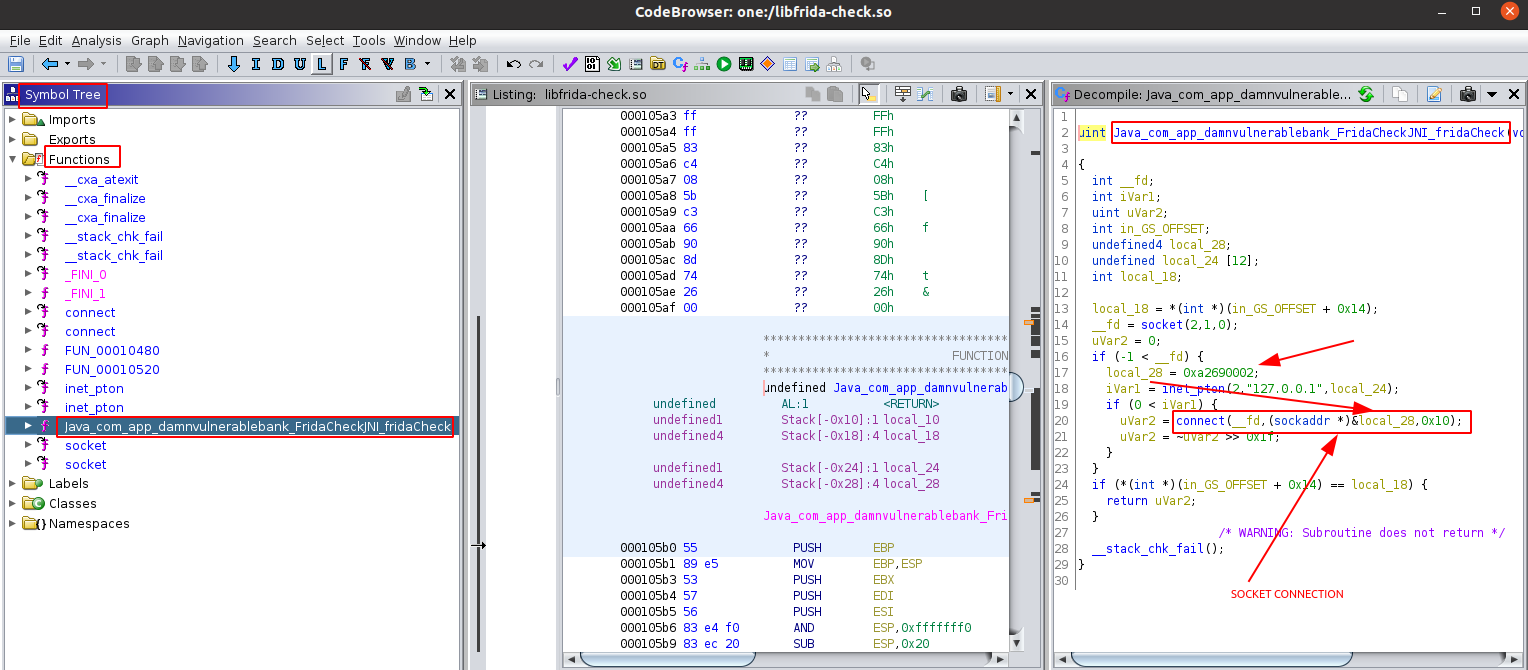 CodeBrowser: one:/libfrida-check.so
File Edit Analysis Graph Navigation Search Select Tools Window Help
I D U L F B
Symbol Tree
Imports
Exports
Functions
__cxa_atexit
__cxa_finalize
__cxa_finalize
__stack_chk_fail
__stack_chk_fail
_FINI_0
_FINI_1
connect
connect
FUN_00010480
FUN_00010520
inet_pton
inet_pton
Java_com_app_damnvulnerablebank_FridaCheckJNI_fridaCheck
socket
socket
Labels
Classes
Namespaces
Listing: libfrida-check.so
000105a3 ff ?? FFh
000105a4 ff ?? FFh
000105a5 83 ?? 83h
000105a6 c4 ?? C4h
000105a7 08 ?? 08h
000105a8 5b ?? 5Bh [
000105a9 c3 ?? C3h
000105aa 66 ?? 66h f
000105ab 90 ?? 90h
000105ac 8d ?? 8Dh
000105ad 74 ?? 74h t
000105ae 26 ?? 26h &
000105af 00 ?? 00h
***********************************
* FUNCTION
***********************************
undefined Java_com_app_damnvulnerab
undefined AL:1 <RETURN>
undefined1 Stack[-0x10]:1 local_10
undefined4 Stack[-0x18]:4 local_18
undefined1 Stack[-0x24]:1 local_24
undefined4 Stack[-0x28]:4 local_28
Java_com_app_damnvulnerablebank_Fri
000105b0 55 PUSH EBP
000105b1 89 e5 MOV EBP,ESP
000105b3 53 PUSH EBX
000105b4 57 PUSH EDI
000105b5 56 PUSH ESI
000105b6 83 e4 f0 AND ESP,0xfffffff0
000105b9 83 ec 20 SUB ESP,0x20
Decompile: Java_com_app_damnvulnerable...
1
2 uint Java_com_app_damnvulnerablebank_FridaCheckJNI_fridaCheck(vo
3
4 {
5 int __fd;
6 int iVar1;
7 uint uVar2;
8 int in_GS_OFFSET;
9 undefined4 local_28;
10 undefined local_24 [12];
11 int local_18;
12
13 local_18 = *(int *)(in_GS_OFFSET + 0x14);
14 __fd = socket(2,1,0);
15 uVar2 = 0;
16 if (-1 < __fd) {
17 local_28 = 0xa2690002;
18 iVar1 = inet_pton(2,"127.0.0.1",local_24);
19 if (0 < iVar1) {
20 uVar2 = connect(__fd,(sockaddr *)&local_28,0x10);
21 uVar2 = ~uVar2 >> 0x1f;
22 }
23 }
24 if (*(int *)(in_GS_OFFSET + 0x14) == local_18) {
25 return uVar2;
26 }
27 /* WARNING: Subroutine does not return */
28 __stack_chk_fail();
29 }
30
SOCKET CONNECTION